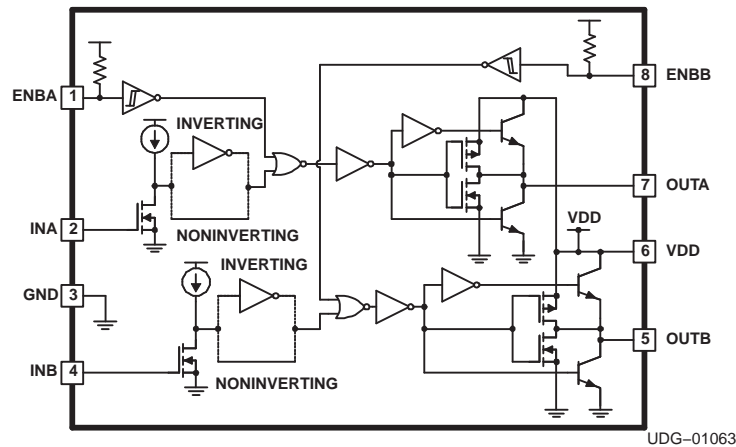 ENBA 1
8 ENBB
INVERTING
INA 2
NONINVERTING
7 OUTA
VDD
6 VDD
INVERTING
GND 3
5 OUTB
INB 4
NONINVERTING
UDG–01063